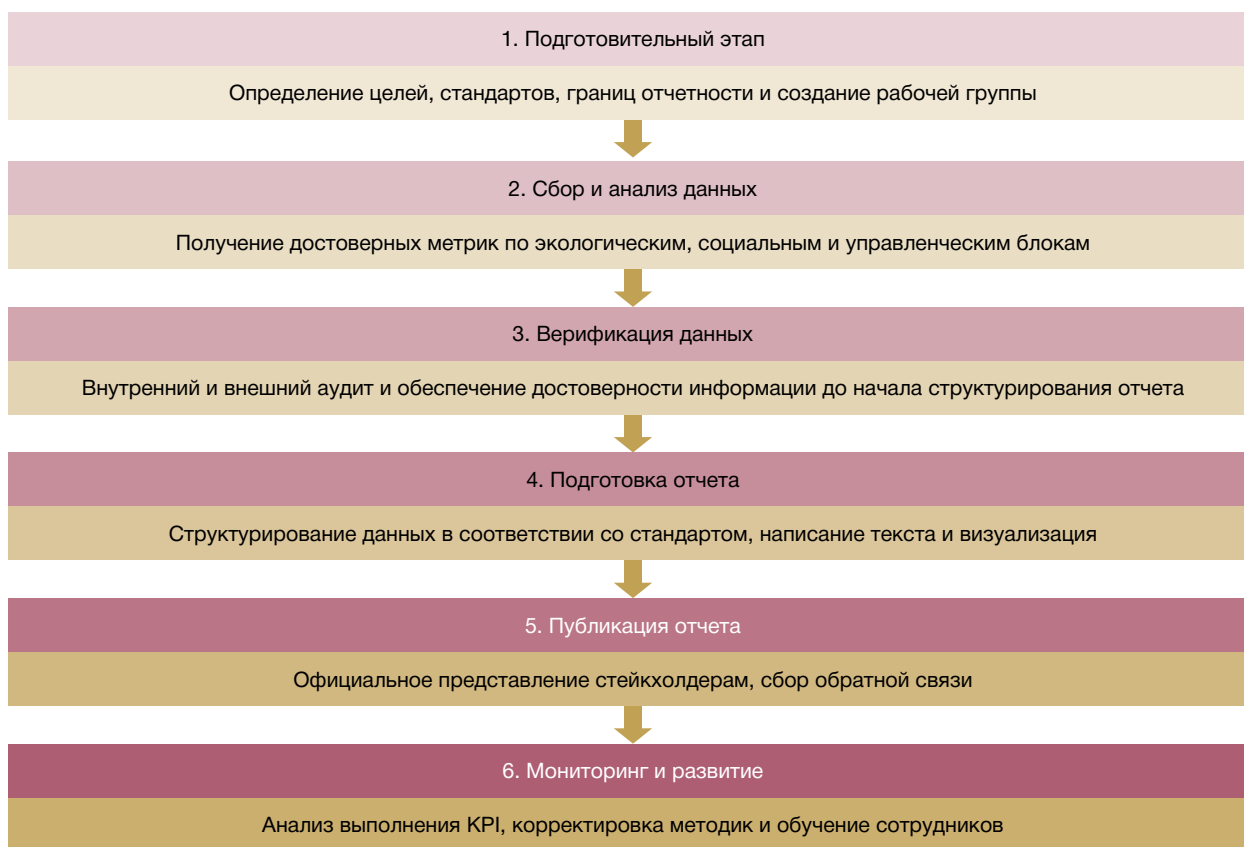 1. Подготовительный этап
Определение целей, стандартов, границ отчетности и создание рабочей группы
2. Сбор и анализ данных
Получение достоверных метрик по экологическим, социальным и управленческим блокам
3. Верификация данных
Внутренний и внешний аудит и обеспечение достоверности информации до начала структурирования отчета
4. Подготовка отчета
Структурирование данных в соответствии со стандартом, написание текста и визуализация
5. Публикация отчета
Официальное представление стейкхолдерам, сбор обратной связи
6. Мониторинг и развитие
Анализ выполнения KPI, корректировка методик и обучение сотрудников